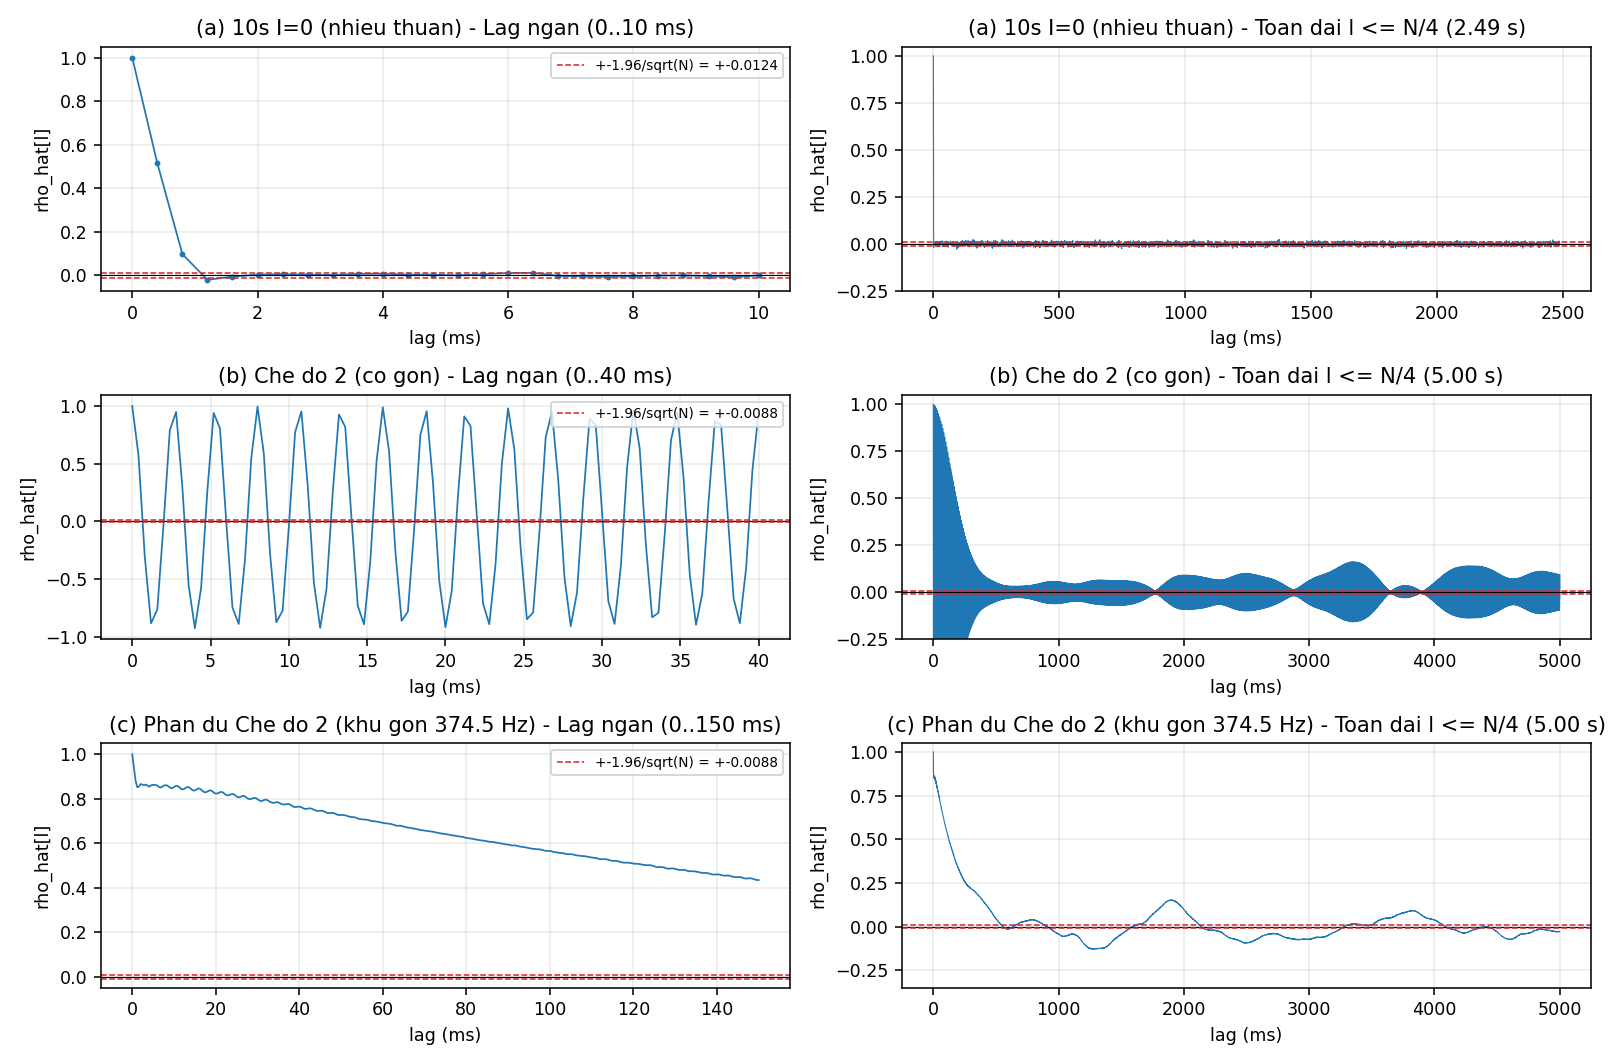 (a) 10s I=0 (nhieu thuan) - Lag ngan (0..10 ms)
rho_hat[l]
1.0
0.8
0.6
0.4
0.2
0.0
+-1.96/sqrt(N) = +-0.0124
0 2 4 6 8 10
lag (ms)
(a) 10s I=0 (nhieu thuan) - Toan dai l <= N/4 (2.49 s)
rho_hat[l]
1.00
0.75
0.50
0.25
0.00
−0.25
0 500 1000 1500 2000 2500
lag (ms)
(b) Che do 2 (co gon) - Lag ngan (0..40 ms)
rho_hat[l]
1.0
0.5
0.0
−0.5
−1.0
+-1.96/sqrt(N) = +-0.0088
0 5 10 15 20 25 30 35 40
lag (ms)
(b) Che do 2 (co gon) - Toan dai l <= N/4 (5.00 s)
rho_hat[l]
1.00
0.75
0.50
0.25
0.00
−0.25
0 1000 2000 3000 4000 5000
lag (ms)
(c) Phan du Che do 2 (khu gon 374.5 Hz) - Lag ngan (0..150 ms)
rho_hat[l]
1.0
0.8
0.6
0.4
0.2
0.0
+-1.96/sqrt(N) = +-0.0088
0 20 40 60 80 100 120 140
lag (ms)
(c) Phan du Che do 2 (khu gon 374.5 Hz) - Toan dai l <= N/4 (5.00 s)
rho_hat[l]
1.00
0.75
0.50
0.25
0.00
−0.25
0 1000 2000 3000 4000 5000
lag (ms)